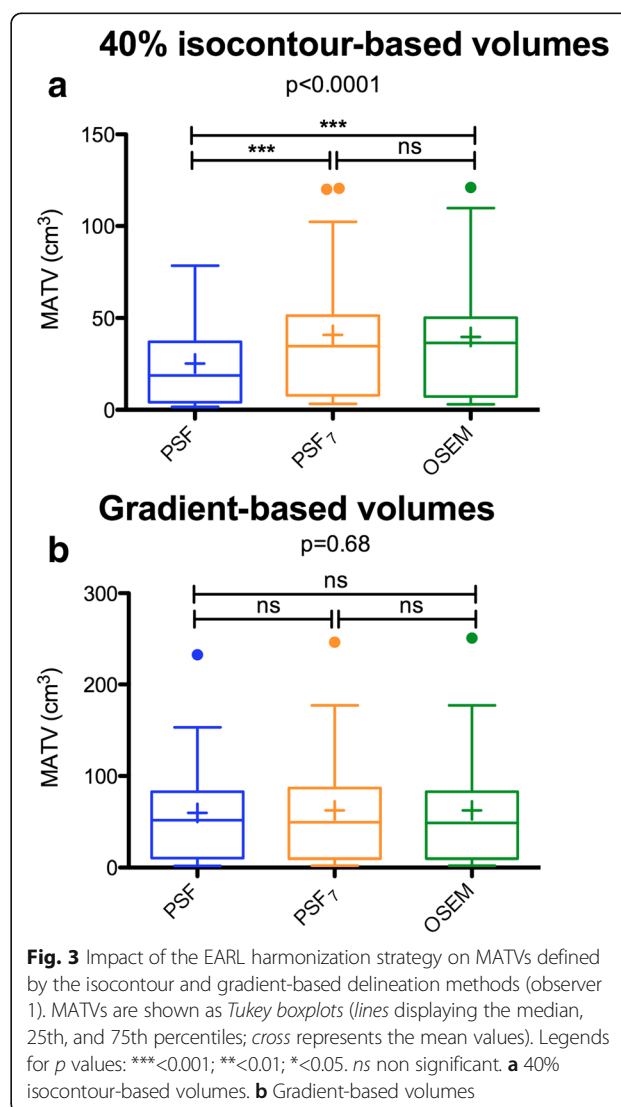 40% isocontour-based volumes
a
p<0.0001
***
*** ns
150
100
50
0
MATV (cm³)
PSF PSF₇ OSEM
Gradient-based volumes
b
p=0.68
ns
ns ns
300
200
100
0
MATV (cm³)
PSF PSF₇ OSEM
Fig. 3 Impact of the EARL harmonization strategy on MATVs defined
by the isocontour and gradient-based delineation methods (observer
1). MATVs are shown as Tukey boxplots (lines displaying the median,
25th, and 75th percentiles; cross represents the mean values). Legends
for p values: ***<0.001; **<0.01; *<0.05. ns non significant. a 40%
isocontour-based volumes. b Gradient-based volumes